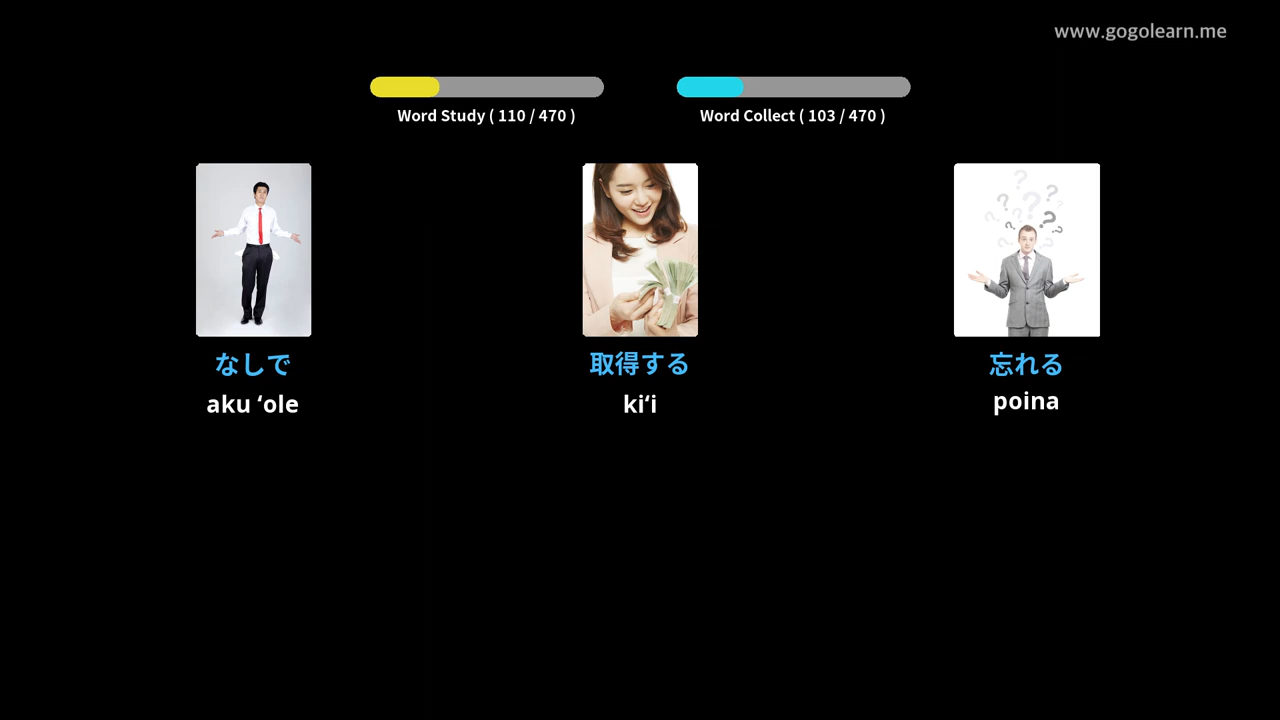 www.gogolearn.me
Word Study ( 110 / 470 )
Word Collect ( 103 / 470 )
なしで
aku ʻole
取得する
kiʻi
忘れる
poina